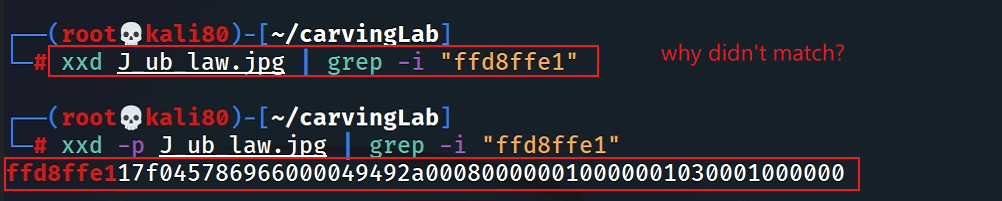 ┌──(root💀kali80)-[~/carvingLab]
└─# xxd J_ub_law.jpg | grep -i "ffd8ffe1"
why didn't match?
┌──(root💀kali80)-[~/carvingLab]
└─# xxd -p J_ub_law.jpg | grep -i "ffd8ffe1"
ffd8ffe117f045786966000049492a0008000000010000001030001000000